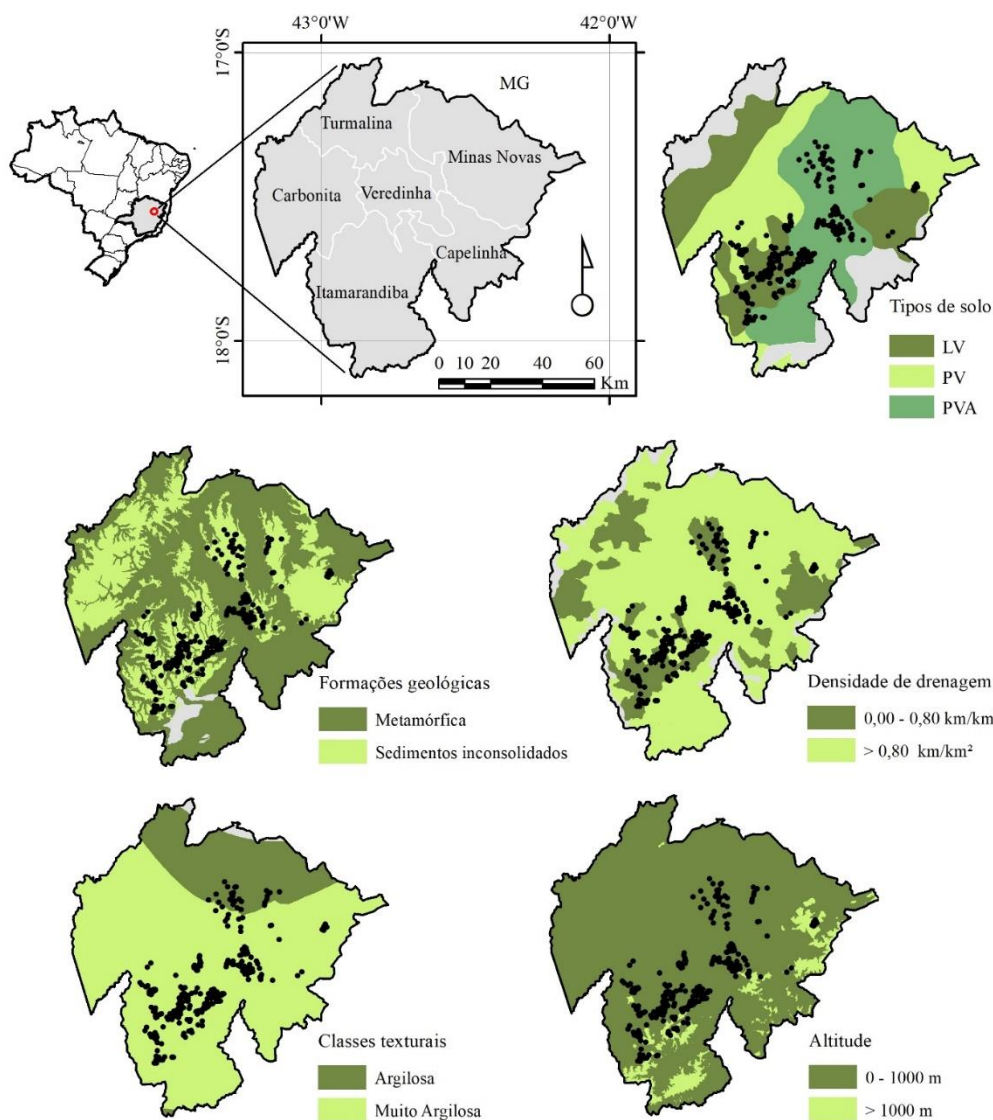 43°0'W
42°0'W
17°0'S
18°0'S
MG
Turmalina
Minas Novas
Carbonita
Veredinha
Capelinha
Itamarandiba
0 10 20 40 60
Km
Tipos de solo
LV
PV
PVA
Formações geológicas
Metamórfica
Sedimentos inconsolidados
Densidade de drenagem
0,00 - 0,80 km/km
> 0,80 km/km²
Classes texturais
Argilosa
Muito Argilosa
Altitude
0 - 1000 m
> 1000 m